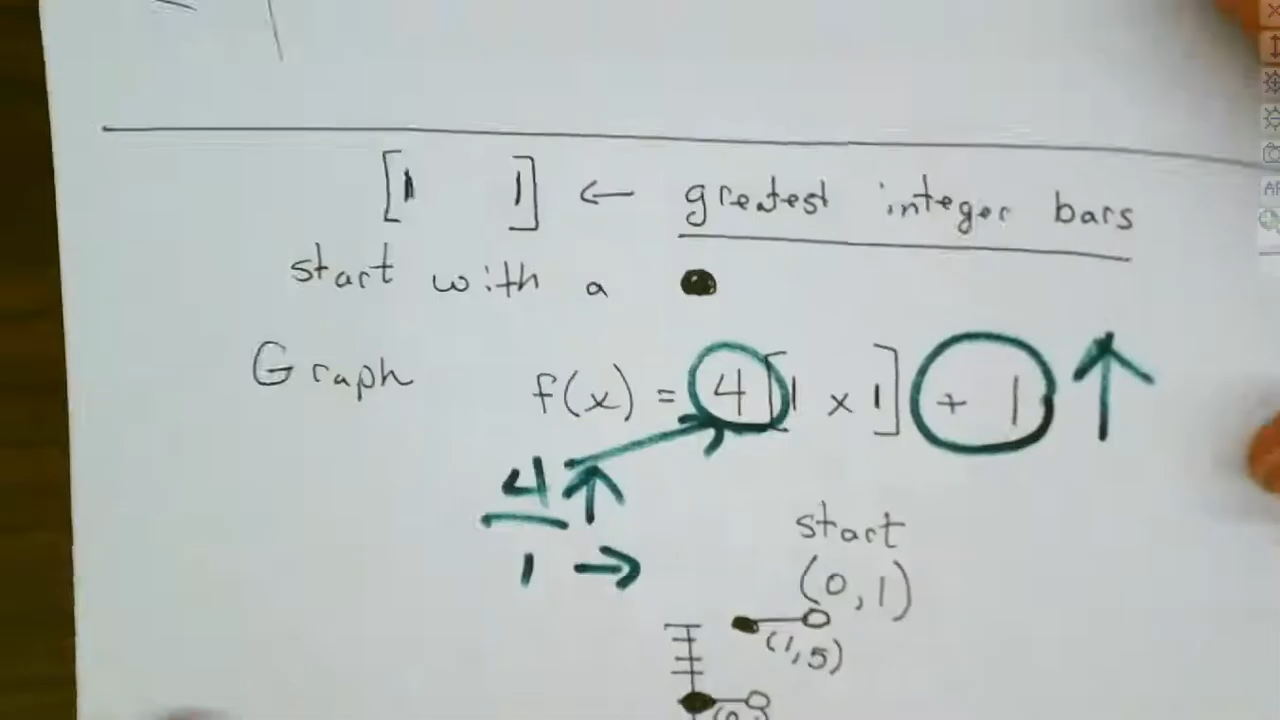 [| |] ← greatest integer bars
start with a ●
Graph f(x) = 4[| x |] + 1 ↑
4 ↑
1 →
start
(0,1)
(1,5)